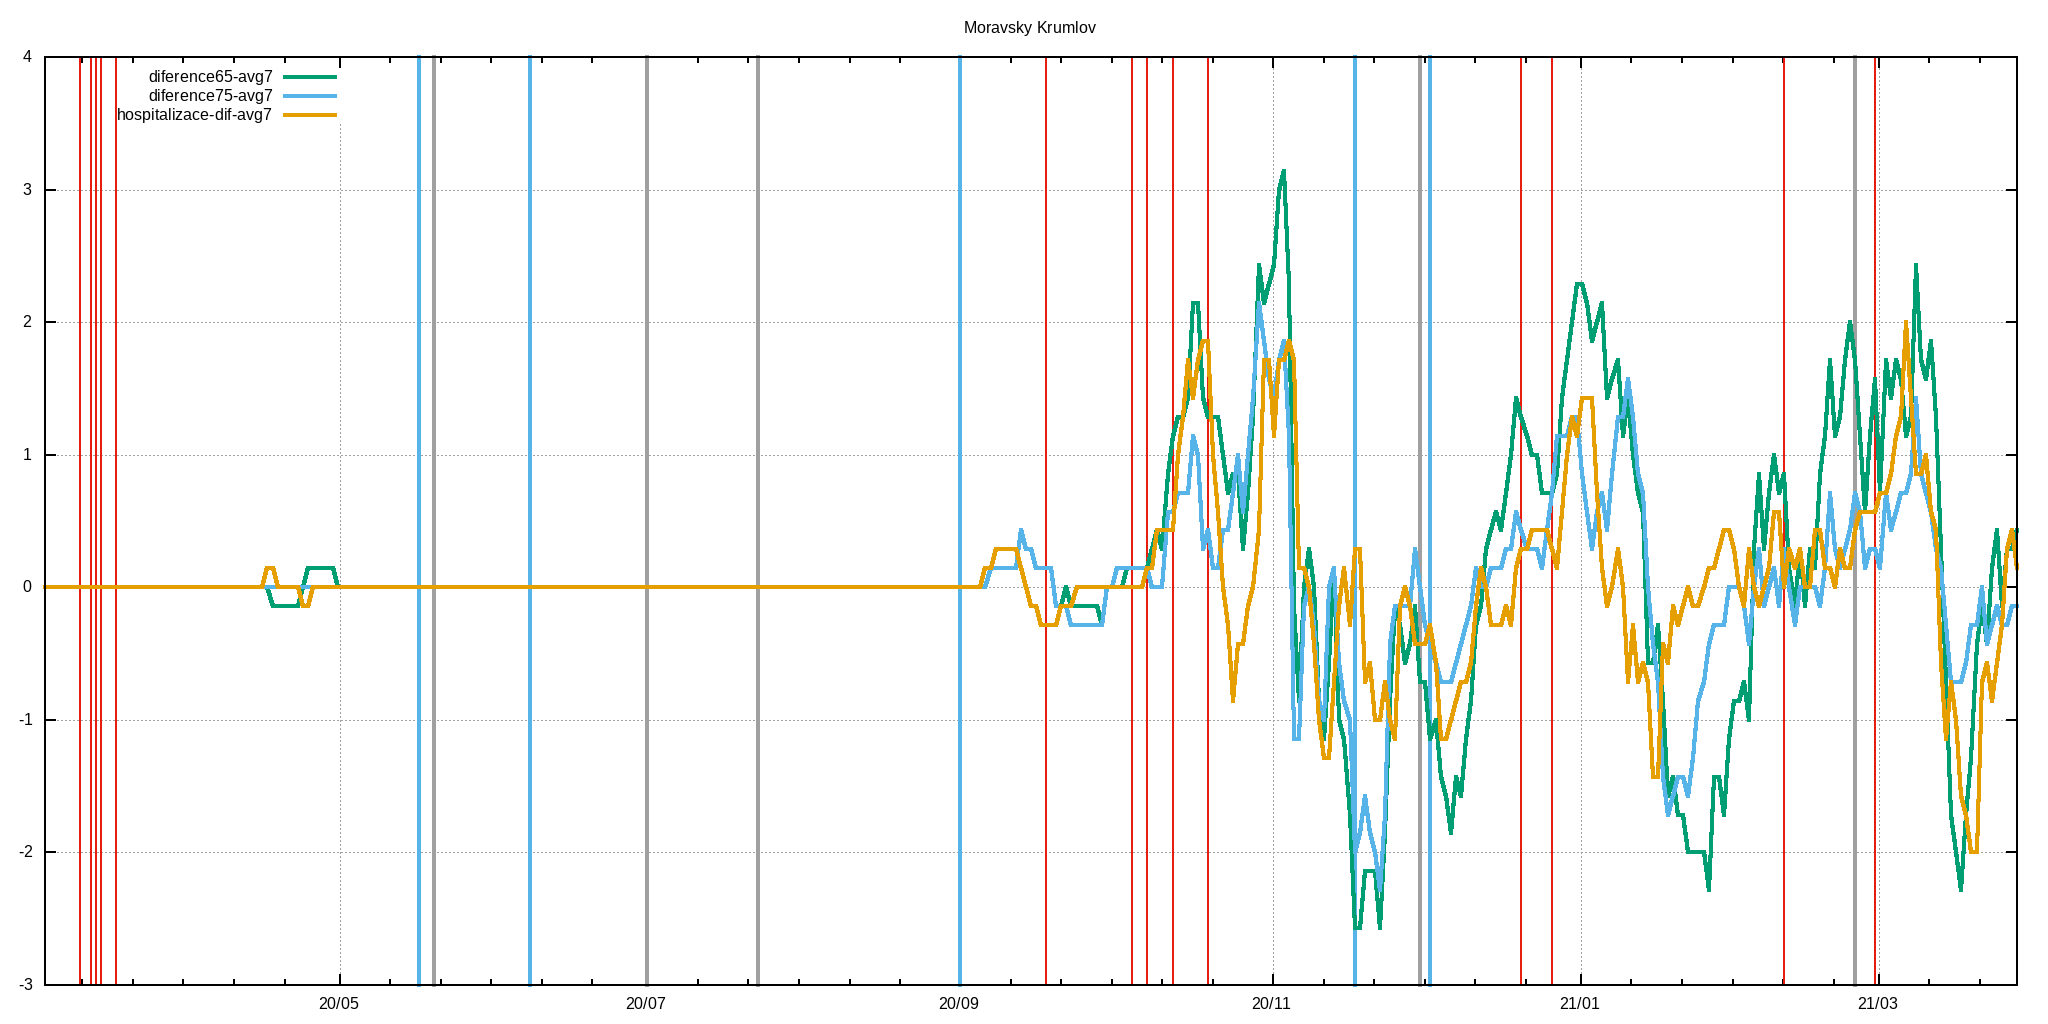 Moravsky Krumlov
4
diference65-avg7
diference75-avg7
hospitalizace-dif-avg7
3
2
1
0
-1
-2
-3
20/05 20/07 20/09 20/11 21/01 21/03